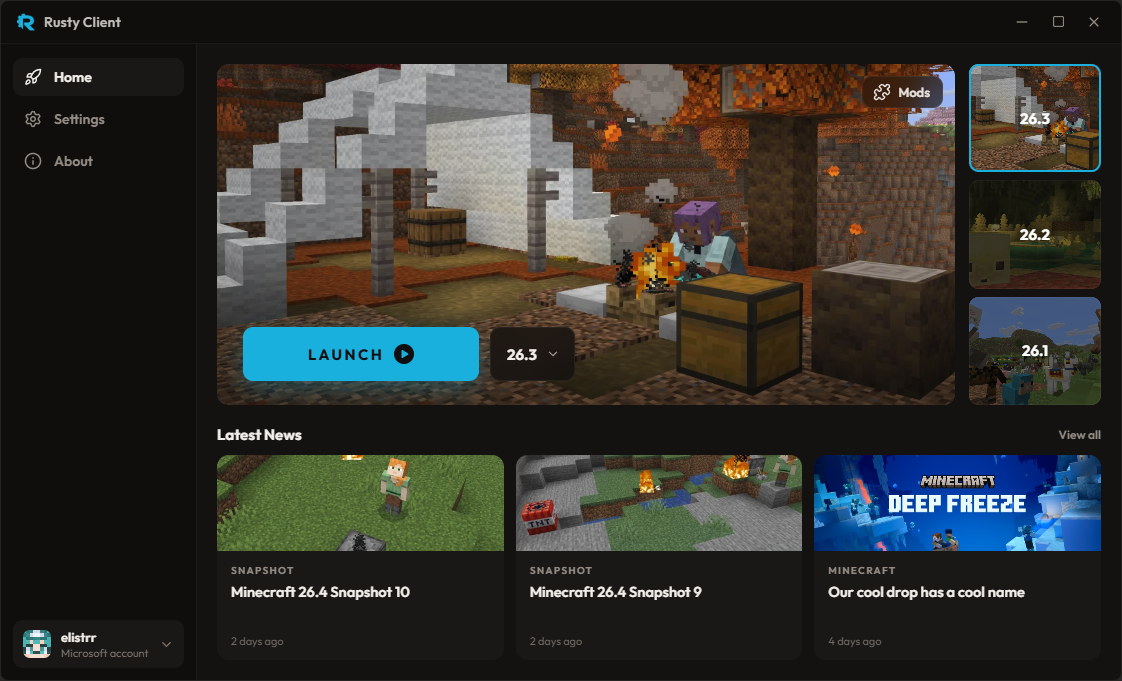 Rusty Client
Home
Settings
About
Mods
26.3
26.2
26.1
LAUNCH
26.3
Latest News
View all
TNT
MINECRAFT
DEEP FREEZE
SNAPSHOT
Minecraft 26.4 Snapshot 10
2 days ago
SNAPSHOT
Minecraft 26.4 Snapshot 9
2 days ago
MINECRAFT
Our cool drop has a cool name
4 days ago
elistrr
Microsoft account